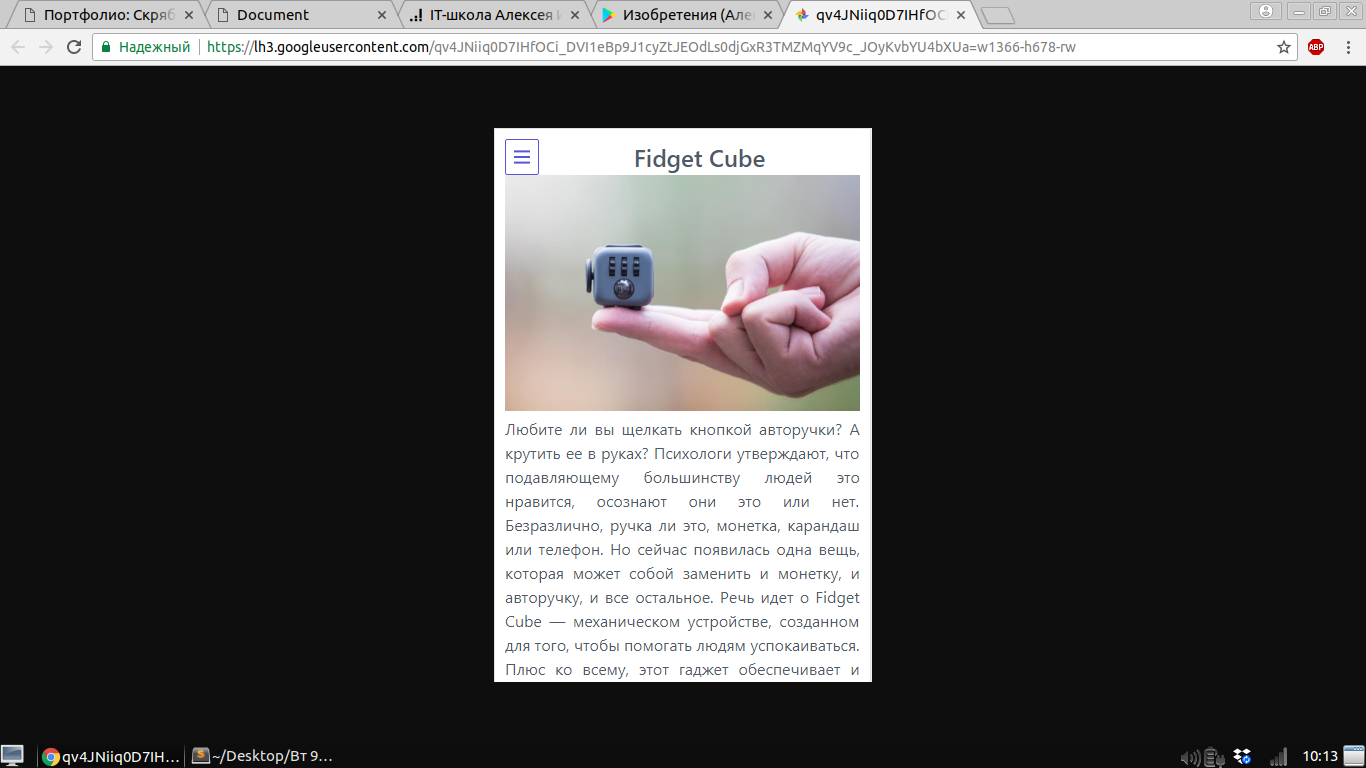 Портфолио: Скряб
Document
IT-школа Алексея И
Изобретения (Але
qv4JNiiq0D7IHfOC
Надежный
https://lh3.googleusercontent.com/qv4JNiiq0D7IHfOCi_DVI1eBp9J1cyZtJEOdLs0djGxR3TMZMqYV9c_JOyKvbYU4bXUa=w1366-h678-rw
ABP
Fidget Cube
Любите ли вы щелкать кнопкой авторучки? А
крутить ее в руках? Психологи утверждают, что
подавляющему большинству людей это
нравится, осознают они это или нет.
Безразлично, ручка ли это, монетка, карандаш
или телефон. Но сейчас появилась одна вещь,
которая может собой заменить и монетку, и
авторучку, и все остальное. Речь идет о Fidget
Cube — механическом устройстве, созданном
для того, чтобы помогать людям успокаиваться.
Плюс ко всему, этот гаджет обеспечивает и
qv4JNiiq0D7IH...
~/Desktop/Вт 9...
10:13